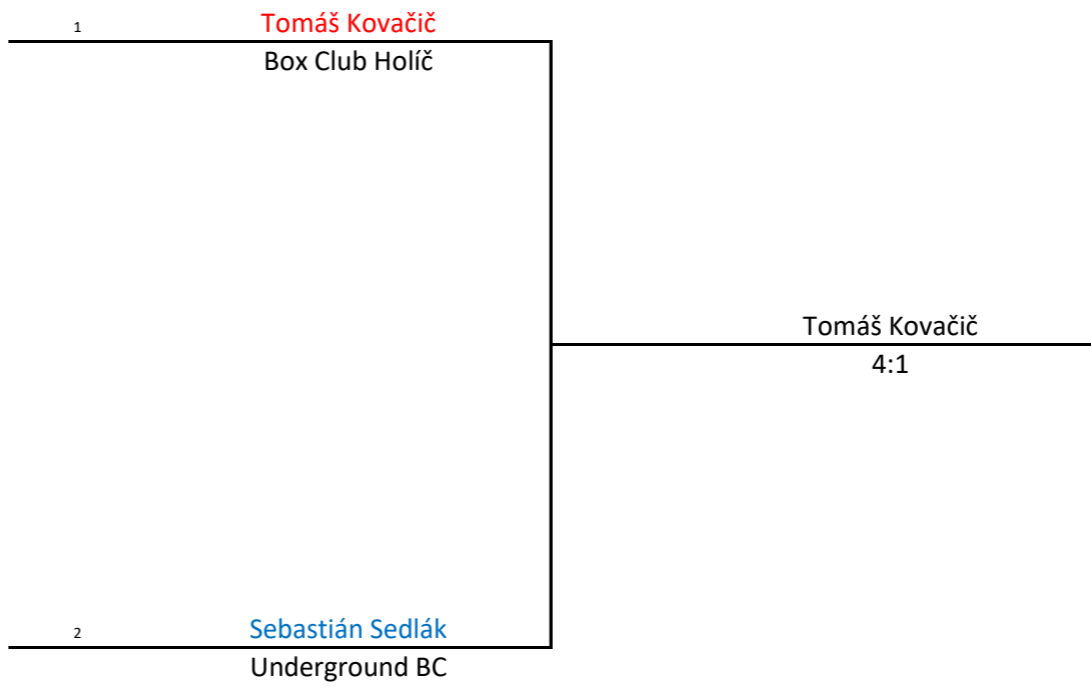 1 Tomáš Kovačič
Box Club Holíč
Tomáš Kovačič
4:1
2 Sebastián Sedlák
Underground BC